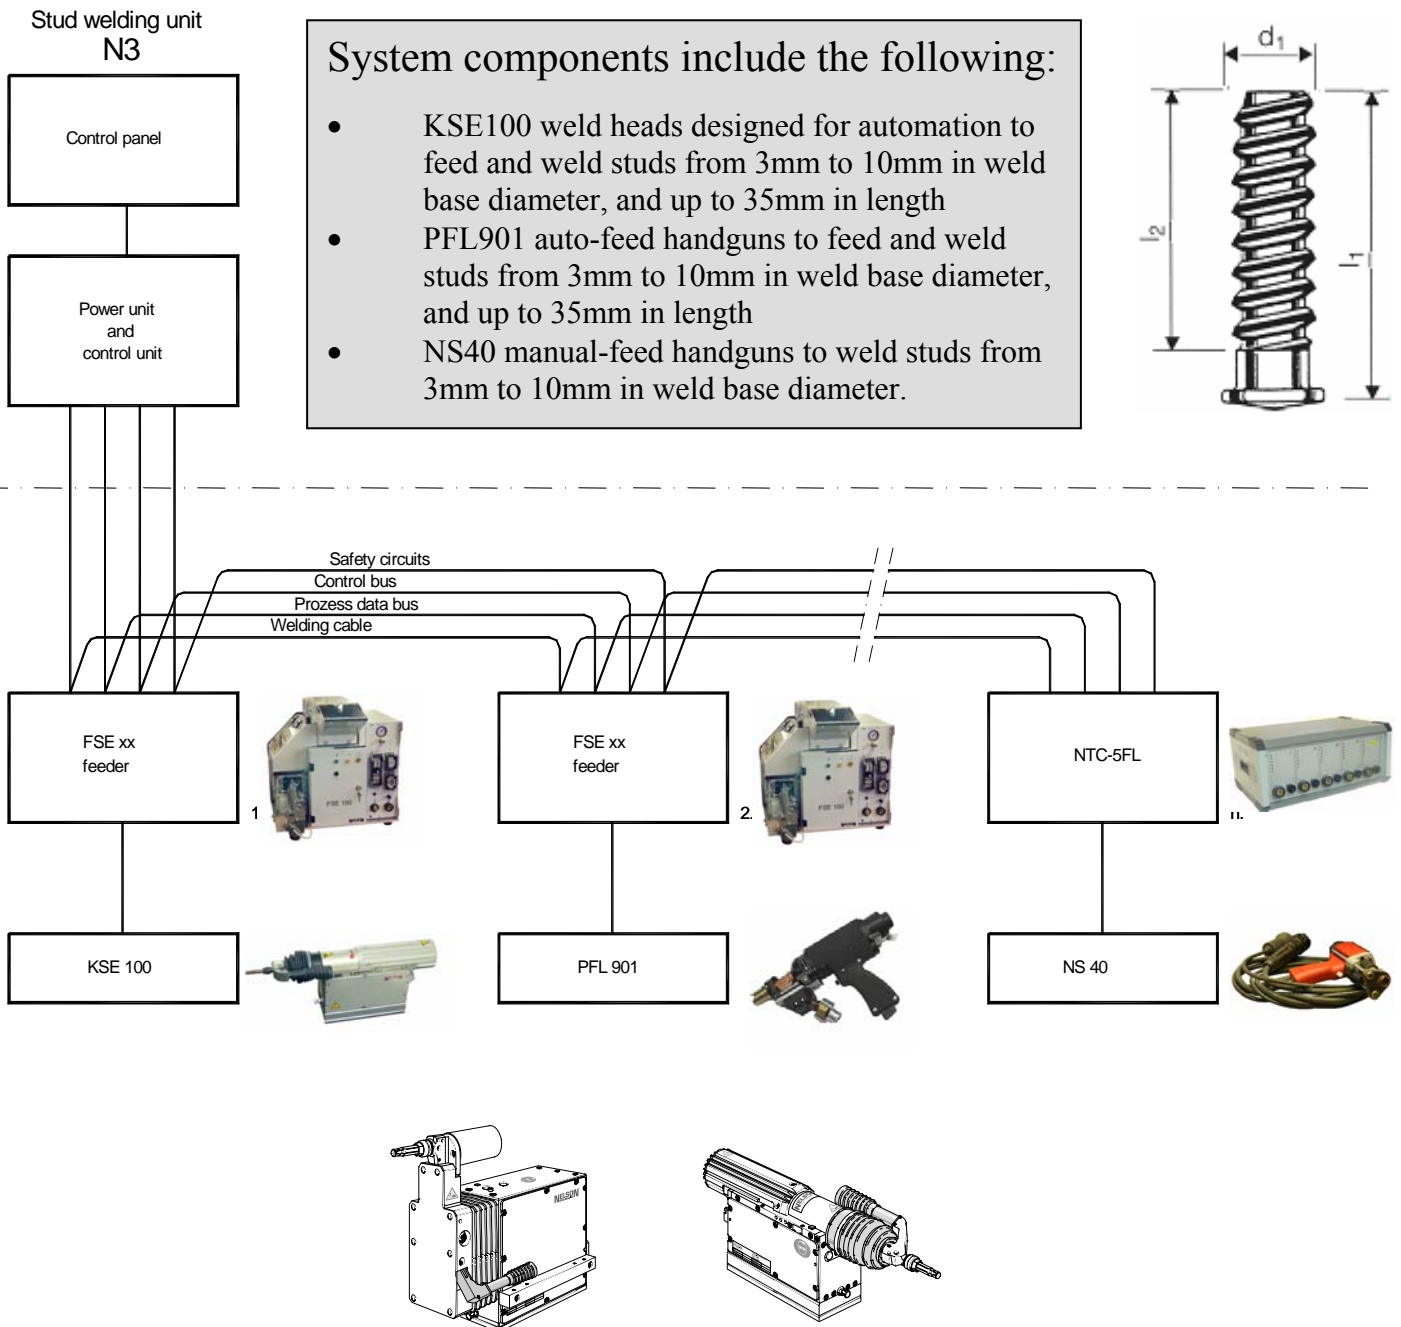 Stud welding unit
N3
Control panel
Power unit
and
control unit
System components include the following:
• KSE100 weld heads designed for automation to
feed and weld studs from 3mm to 10mm in weld
base diameter, and up to 35mm in length
• PFL901 auto-feed handguns to feed and weld
studs from 3mm to 10mm in weld base diameter,
and up to 35mm in length
• NS40 manual-feed handguns to weld studs from
3mm to 10mm in weld base diameter.
d1
l2
l1
Safety circuits
Control bus
Prozess data bus
Welding cable
FSE xx
feeder
1
FSE 100
FSE xx
feeder
2.
FSE 100
NTC-5FL
n.
KSE 100
PFL 901
NS 40
NELSON